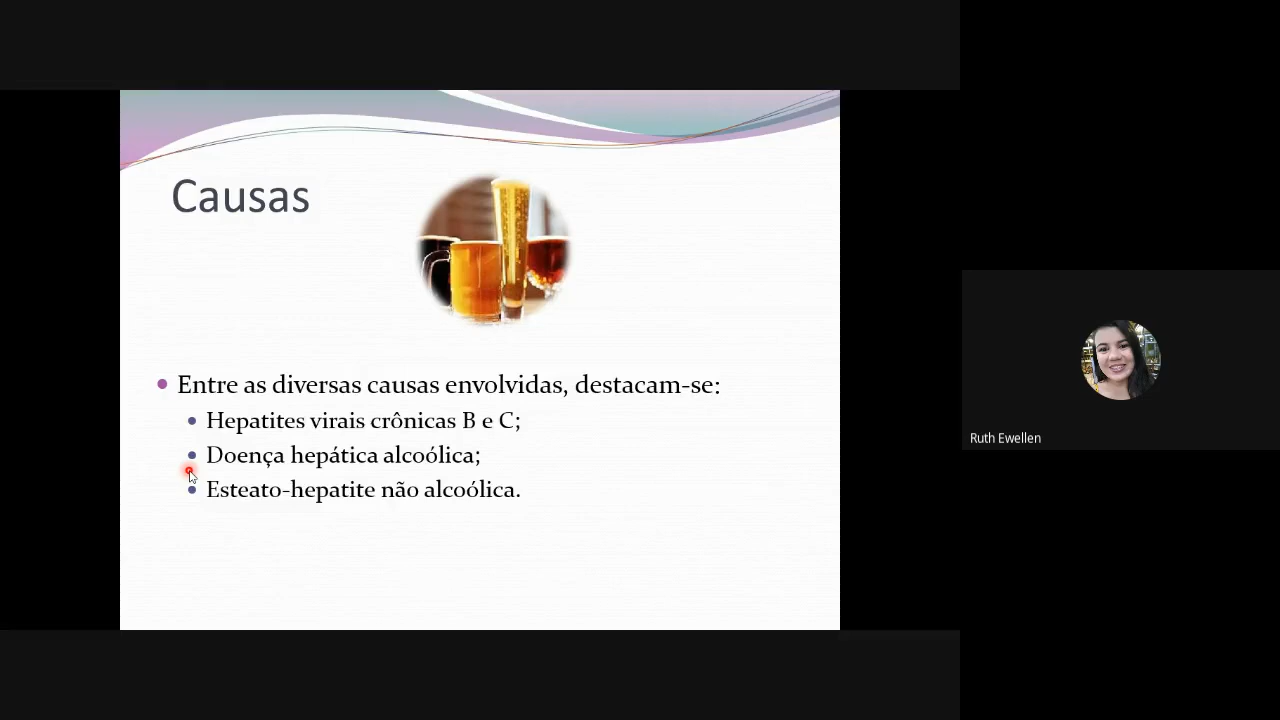 Causas
Entre as diversas causas envolvidas, destacam-se:
Hepatites virais crônicas B e C;
Doença hepática alcoólica;
Esteato-hepatite não alcoólica.
Ruth Ewellen